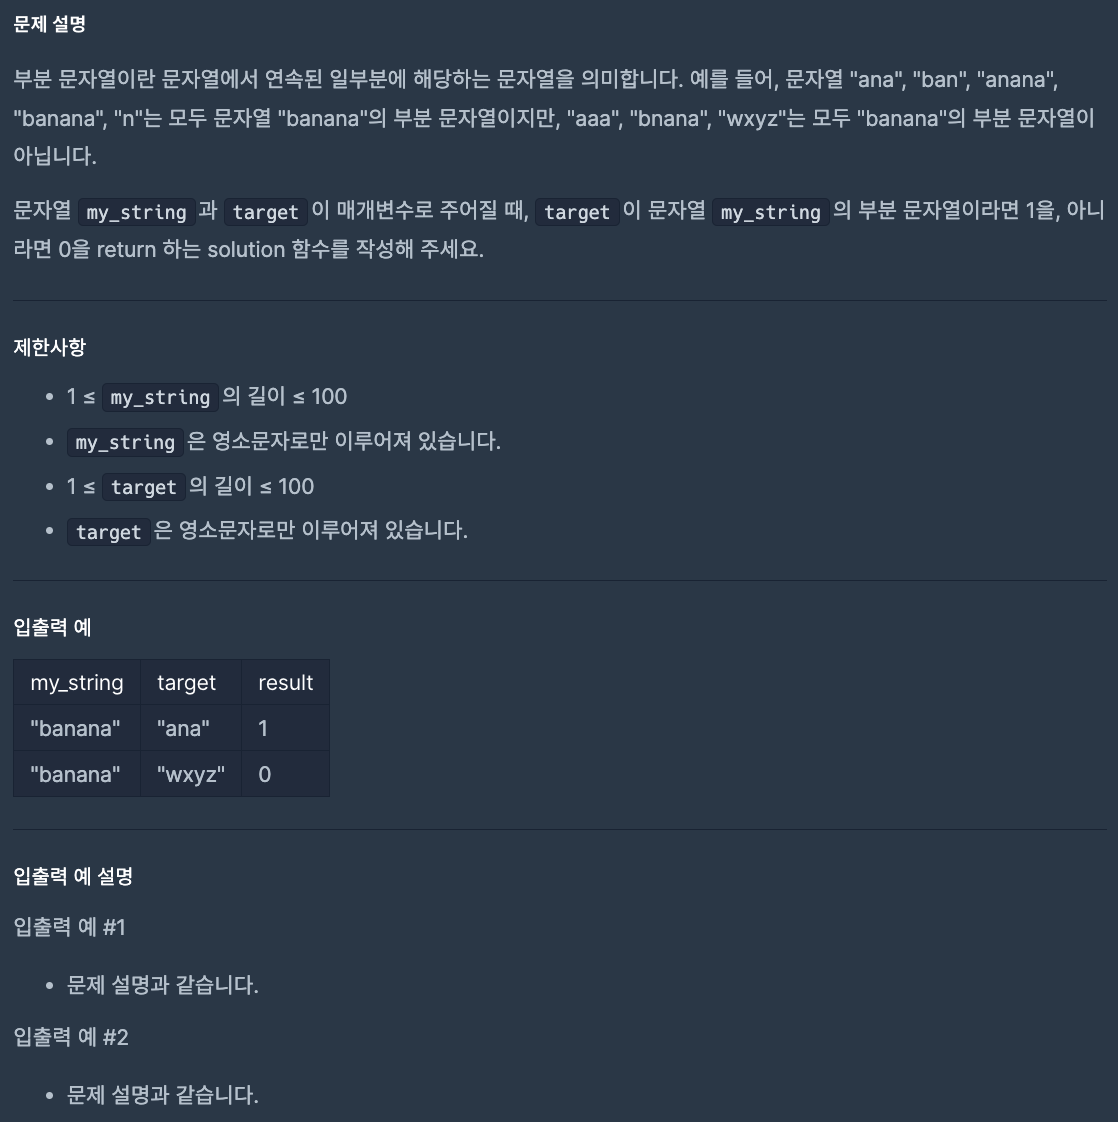 문제 설명
부분 문자열이란 문자열에서 연속된 일부분에 해당하는 문자열을 의미합니다. 예를 들어, 문자열 "ana", "ban", "anana",
"banana", "n"는 모두 문자열 "banana"의 부분 문자열이지만, "aaa", "bnana", "wxyz"는 모두 "banana"의 부분 문자열이
아닙니다.
문자열 my_string 과 target 이 매개변수로 주어질 때, target 이 문자열 my_string 의 부분 문자열이라면 1을, 아니
라면 0을 return 하는 solution 함수를 작성해 주세요.
제한사항
• 1 ≤ my_string 의 길이 ≤ 100
• my_string 은 영소문자로만 이루어져 있습니다.
• 1 ≤ target 의 길이 ≤ 100
• target 은 영소문자로만 이루어져 있습니다.
입출력 예
my_string target result
"banana" "ana" 1
"banana" "wxyz" 0
입출력 예 설명
입출력 예 #1
• 문제 설명과 같습니다.
입출력 예 #2
• 문제 설명과 같습니다.